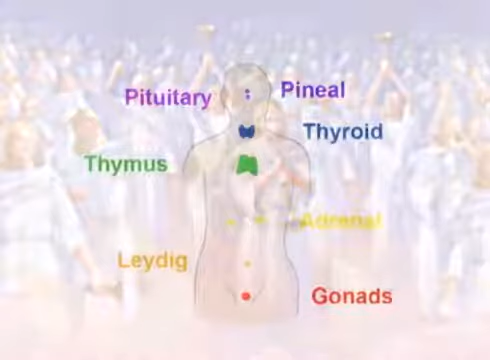 Pituitary
Pineal
Thyroid
Thymus
Adrenal
Leydig
Gonads